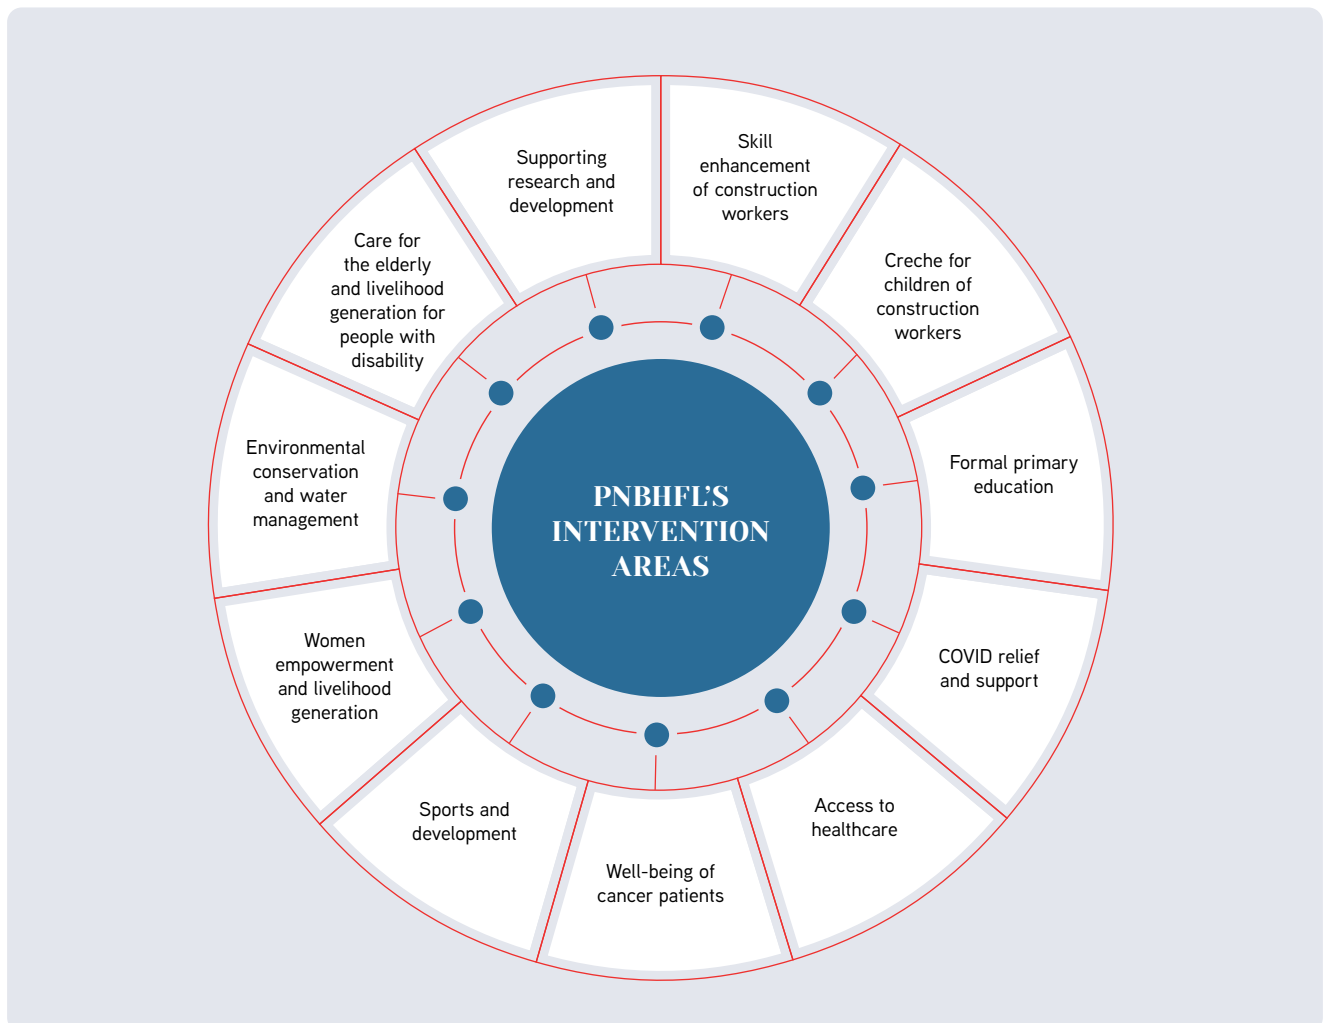 PNBHFL'S
INTERVENTION
AREAS
Skill
enhancement
of construction
workers
Creche for
children of
construction
workers
Formal primary
education
COVID relief
and support
Access to
healthcare
Well-being of
cancer patients
Sports and
development
Women
empowerment
and livelihood
generation
Environmental
conservation
and water
management
Care for
the elderly
and livelihood
generation for
people with
disability
Supporting
research and
development